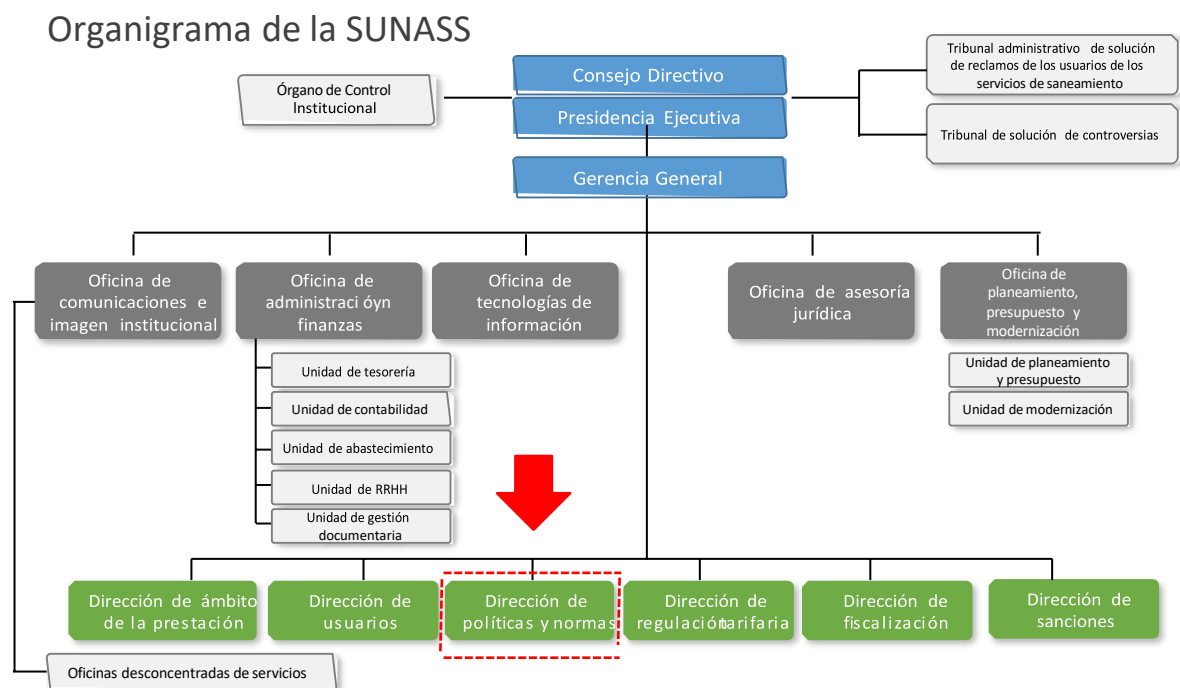 Organigrama de la SUNASS
Consejo Directivo
Presidencia Ejecutiva
Gerencia General
Órgano de Control
Institucional
Tribunal administrativo de solución
de reclamos de los usuarios de los
servicios de saneamiento
Tribunal de solución de controversias
Oficina de
comunicaciones e
imagen institucional
Oficina de
administraci óyn
finanzas
Oficina de
tecnologías de
información
Oficina de asesoría
jurídica
Oficina de
planeamiento,
presupuesto y
modernización
Unidad de tesorería
Unidad de contabilidad
Unidad de abastecimiento
Unidad de RRHH
Unidad de gestión
documentaria
Unidad de planeamiento
y presupuesto
Unidad de modernización
Dirección de ámbito
de la prestación
Dirección de
usuarios
Dirección de
políticas y normas
Dirección de
regulacióntarifaria
Dirección de
fiscalización
Dirección de
sanciones
Oficinas desconcentradas de servicios